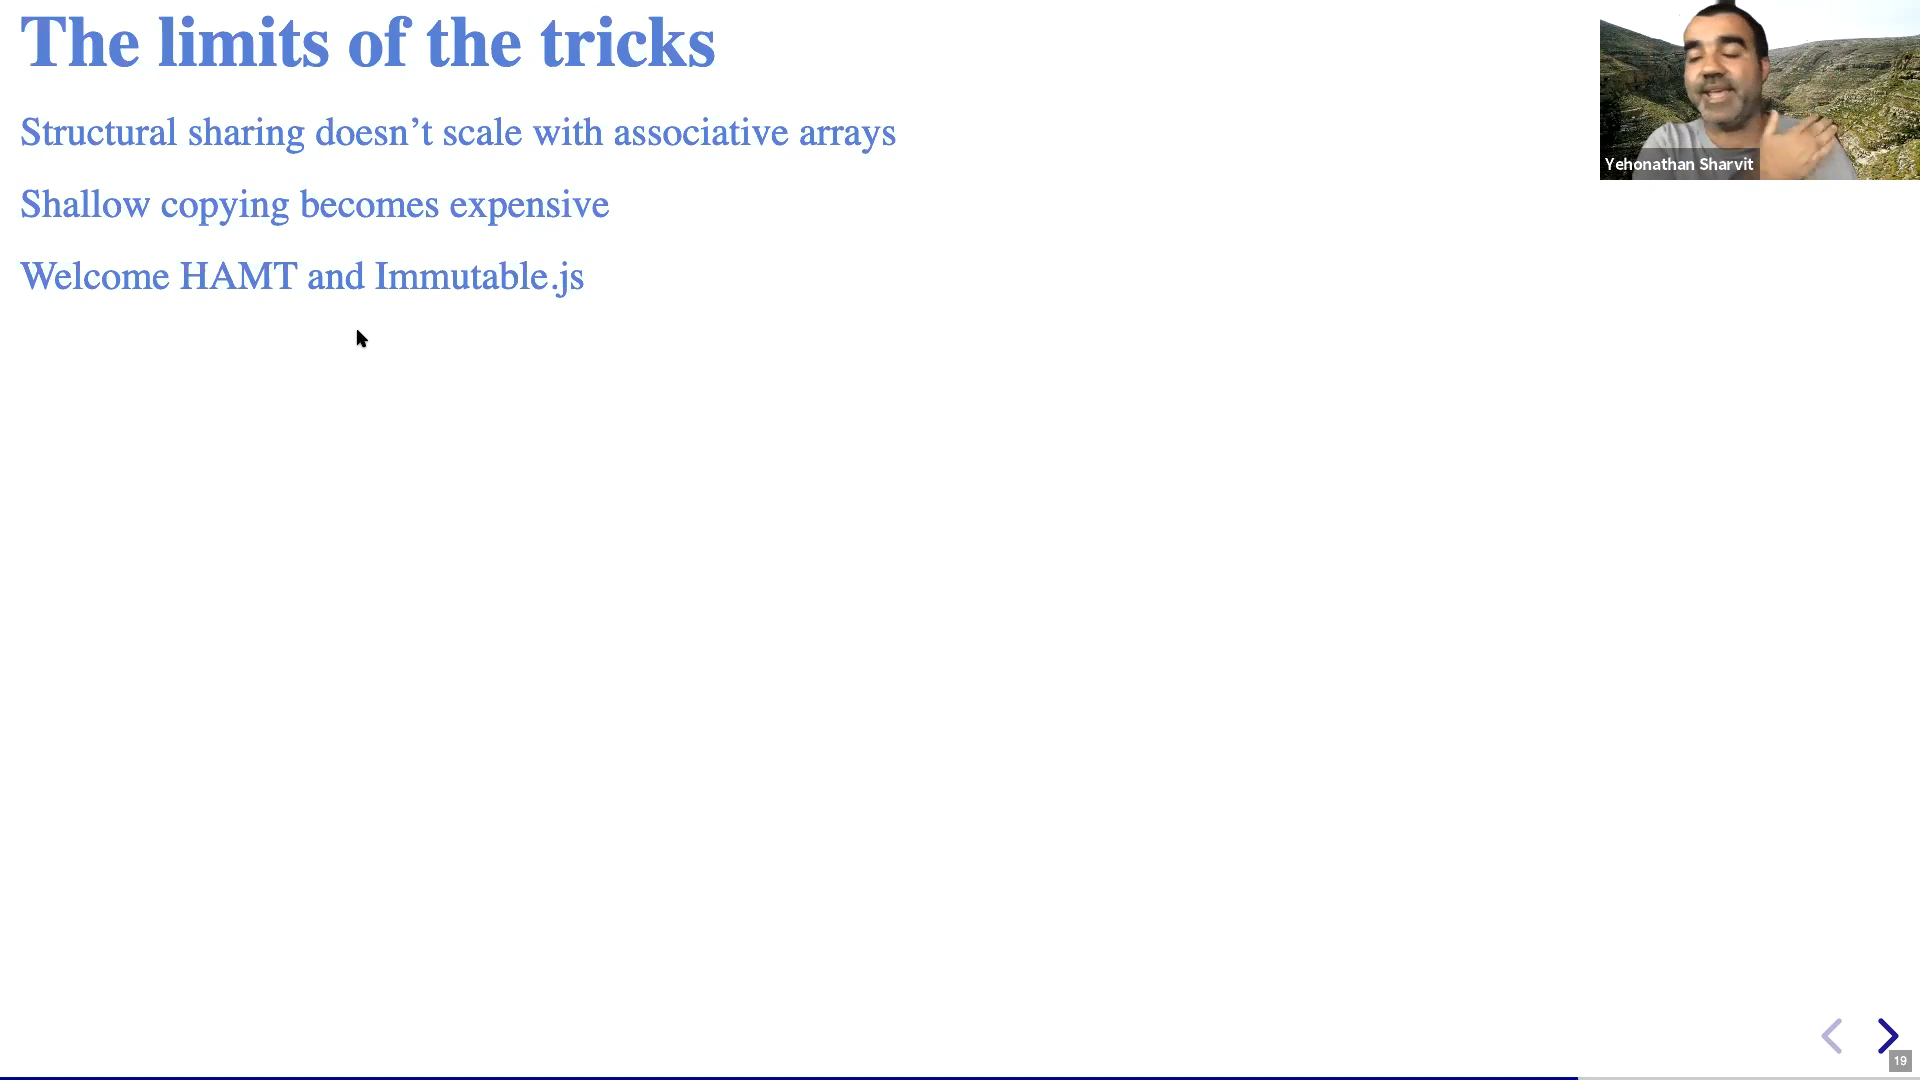 The limits of the tricks
Structural sharing doesn’t scale with associative arrays
Shallow copying becomes expensive
Welcome HAMT and Immutable.js
Yehonathan Sharvit
19